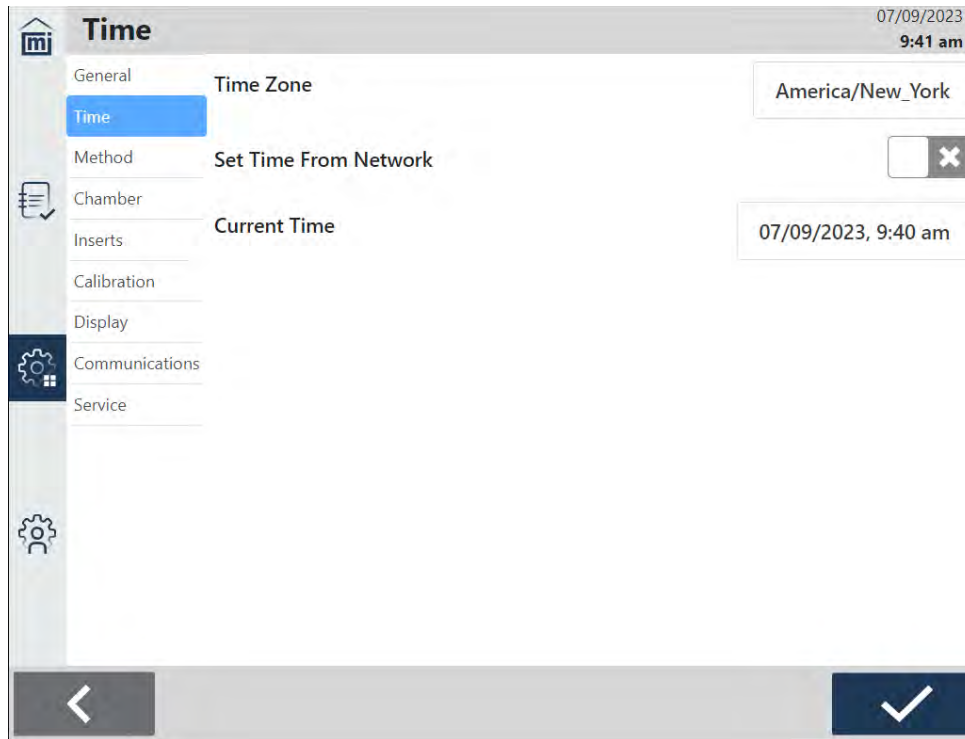 mi
Time
07/09/2023
9:41 am
General
Time
Method
Chamber
Inserts
Calibration
Display
Communications
Service
Time Zone
America/New_York
Set Time From Network
Current Time
07/09/2023, 9:40 am